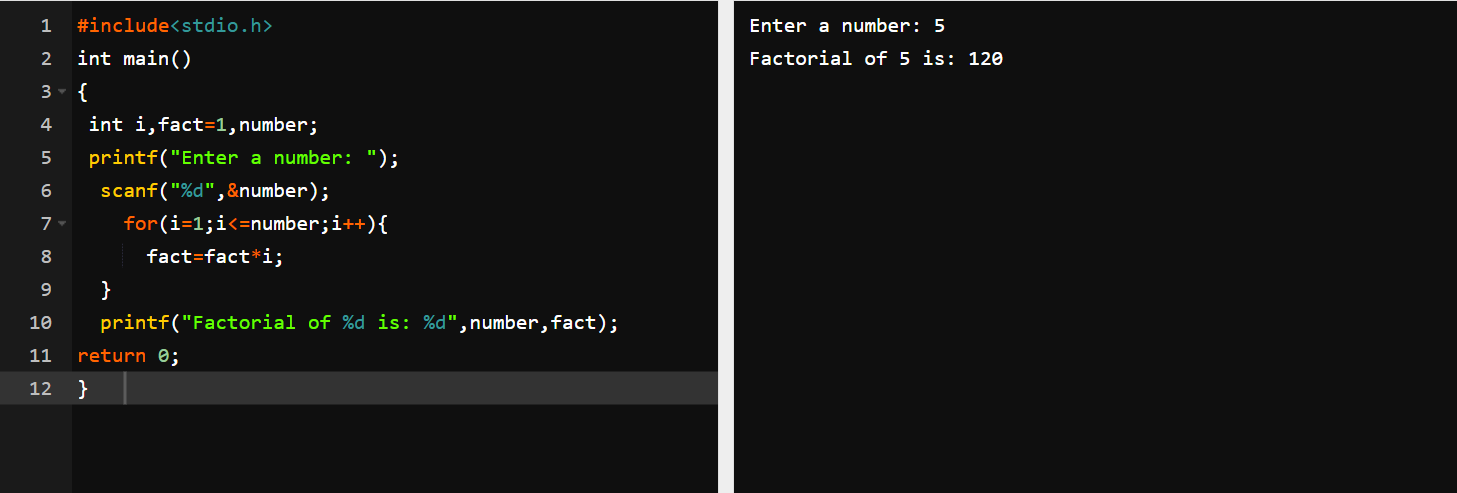 1 #include<stdio.h>
2 int main()
3 {
4  int i,fact=1,number;
5  printf("Enter a number: ");
6   scanf("%d",&number);
7     for(i=1;i<=number;i++){
8       fact=fact*i;
9   }
10   printf("Factorial of %d is: %d",number,fact);
11 return 0;
12 }
Enter a number: 5
Factorial of 5 is: 120